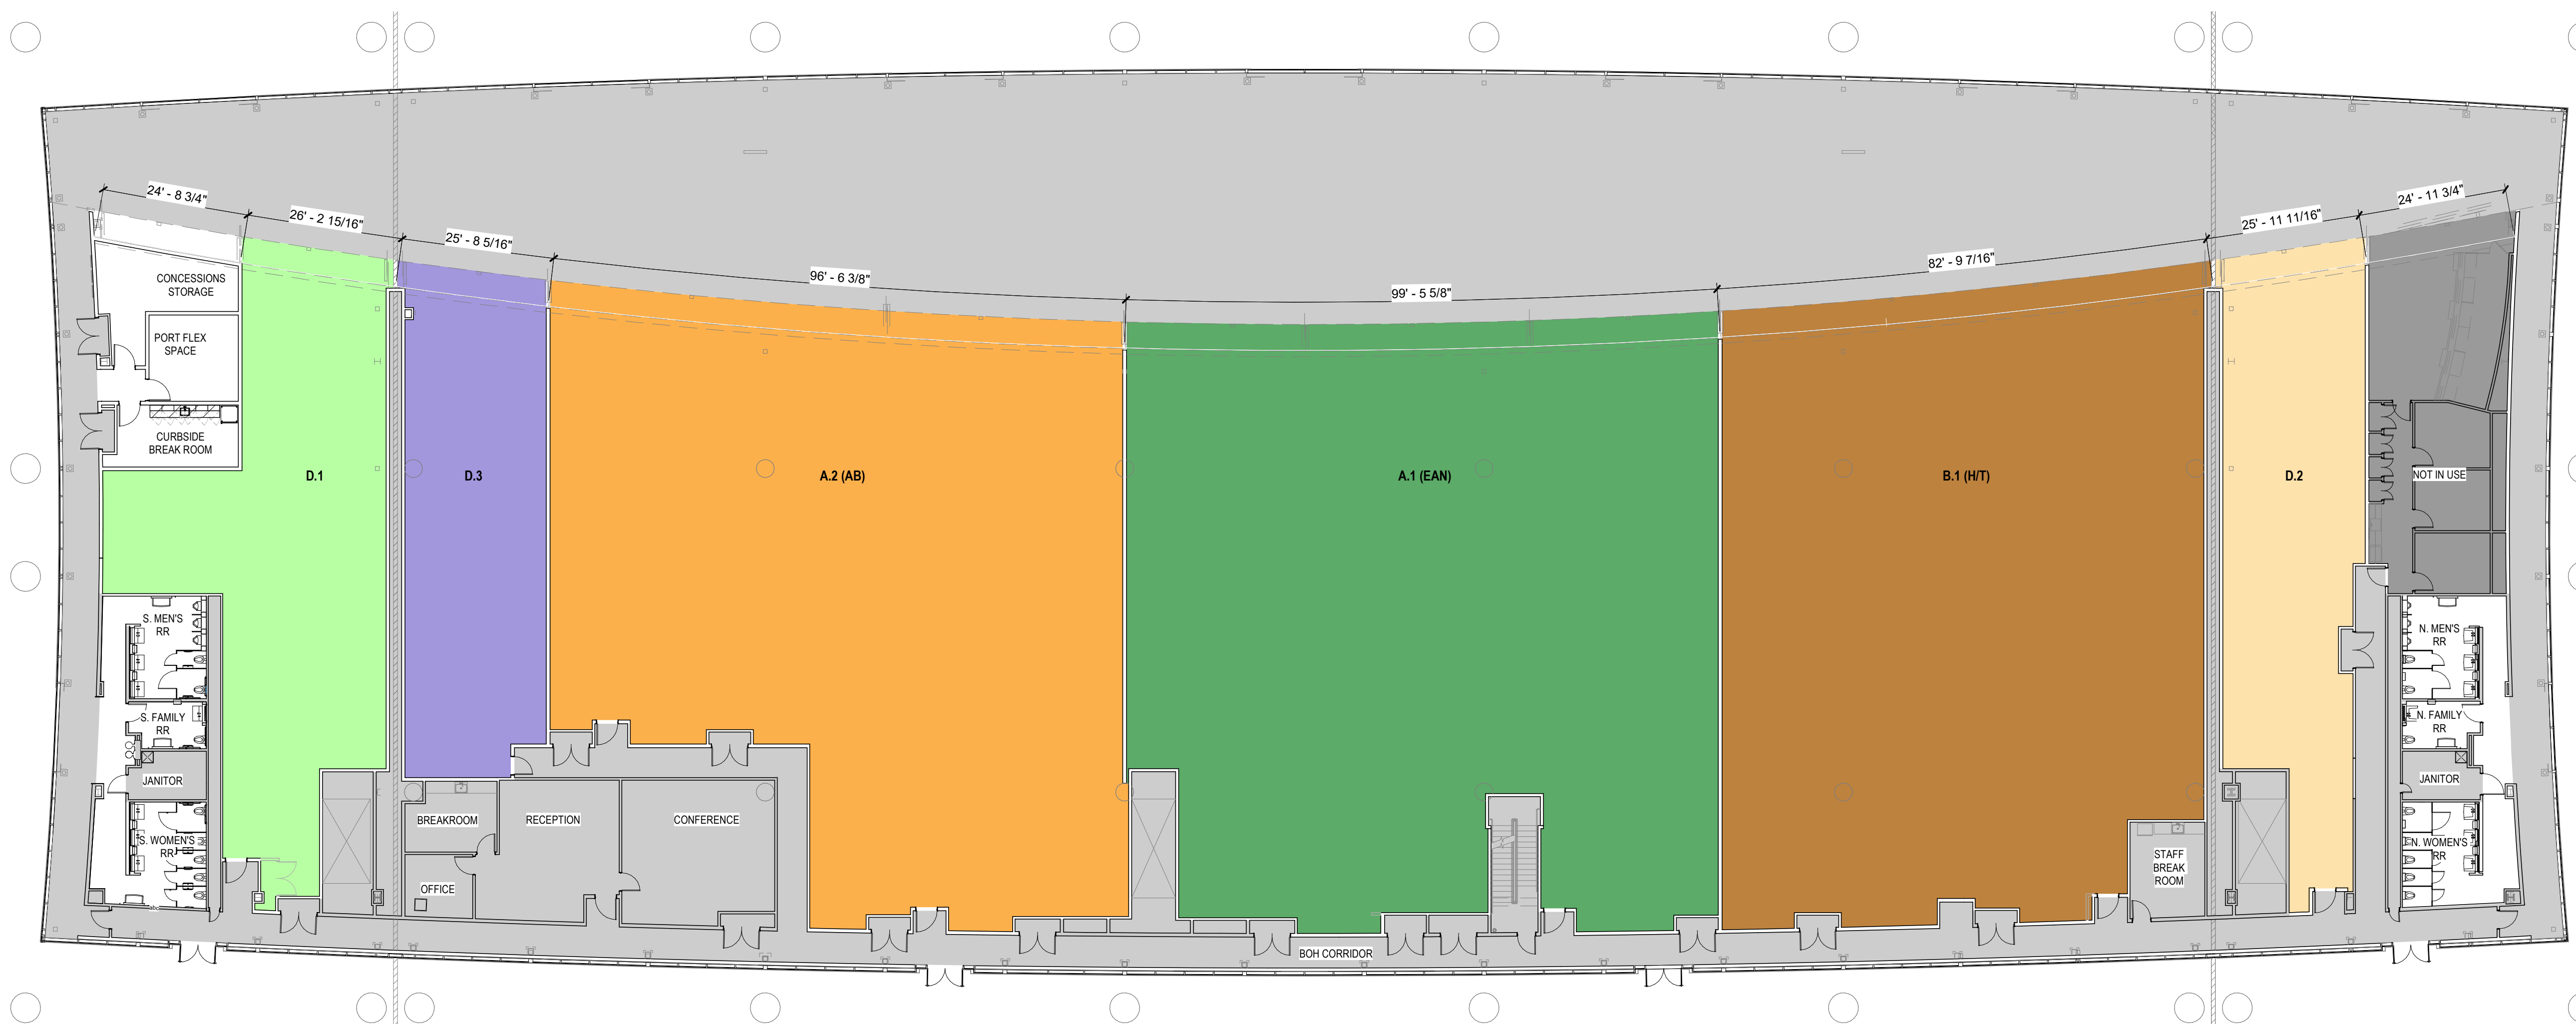 24' - 8 3/4"
26' - 2 15/16"
25' - 8 5/16"
96' - 6 3/8"
99' - 5 5/8"
82' - 9 7/16"
25' - 11 11/16"
24' - 11 3/4"
CONCESSIONS
STORAGE
PORT FLEX
SPACE
CURBSIDE
BREAK ROOM
D.1
D.3
A.2 (AB)
A.1 (EAN)
B.1 (H/T)
D.2
NOT IN USE
S. MEN'S
RR
S. FAMILY
RR
JANITOR
S. WOMEN'S
RR
BREAKROOM
RECEPTION
CONFERENCE
OFFICE
BOH CORRIDOR
STAFF
BREAK
ROOM
N. MEN'S
RR
N. FAMILY
RR
JANITOR
N. WOMEN'S
RR